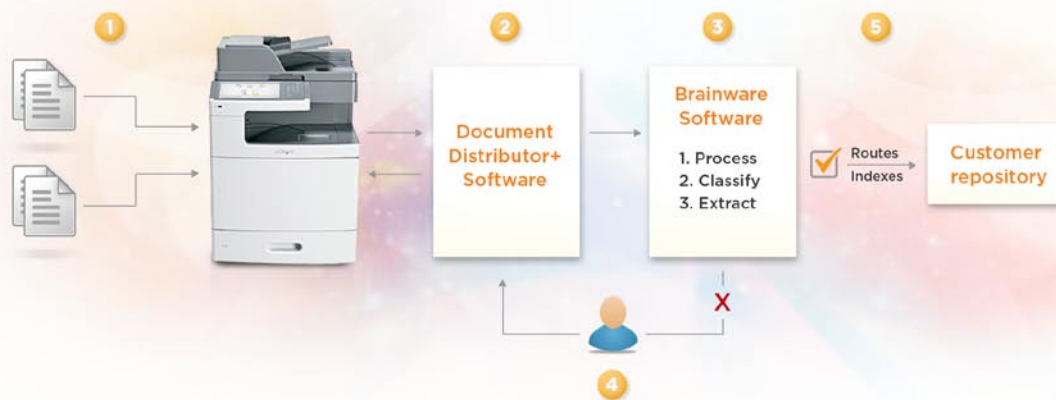 1
2
3
5
Document
Distributor+
Software
Brainware
Software
1. Process
2. Classify
3. Extract
Routes
Indexes
Customer
repository
X
4